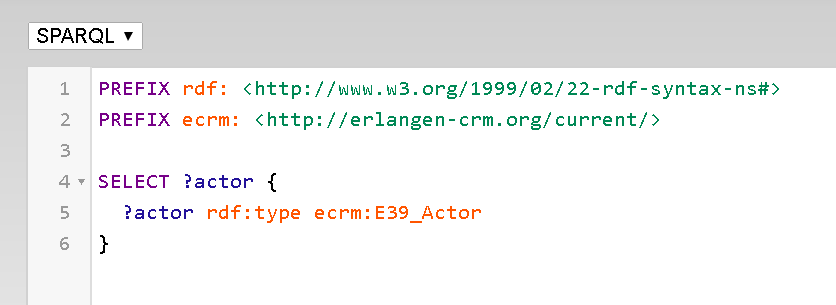 SPARQL ▼
1 PREFIX rdf: <http://www.w3.org/1999/02/22-rdf-syntax-ns#>
2 PREFIX ecrm: <http://erlangen-crm.org/current/>
3
4 ▾ SELECT ?actor {
5   ?actor rdf:type ecrm:E39_Actor
6 }